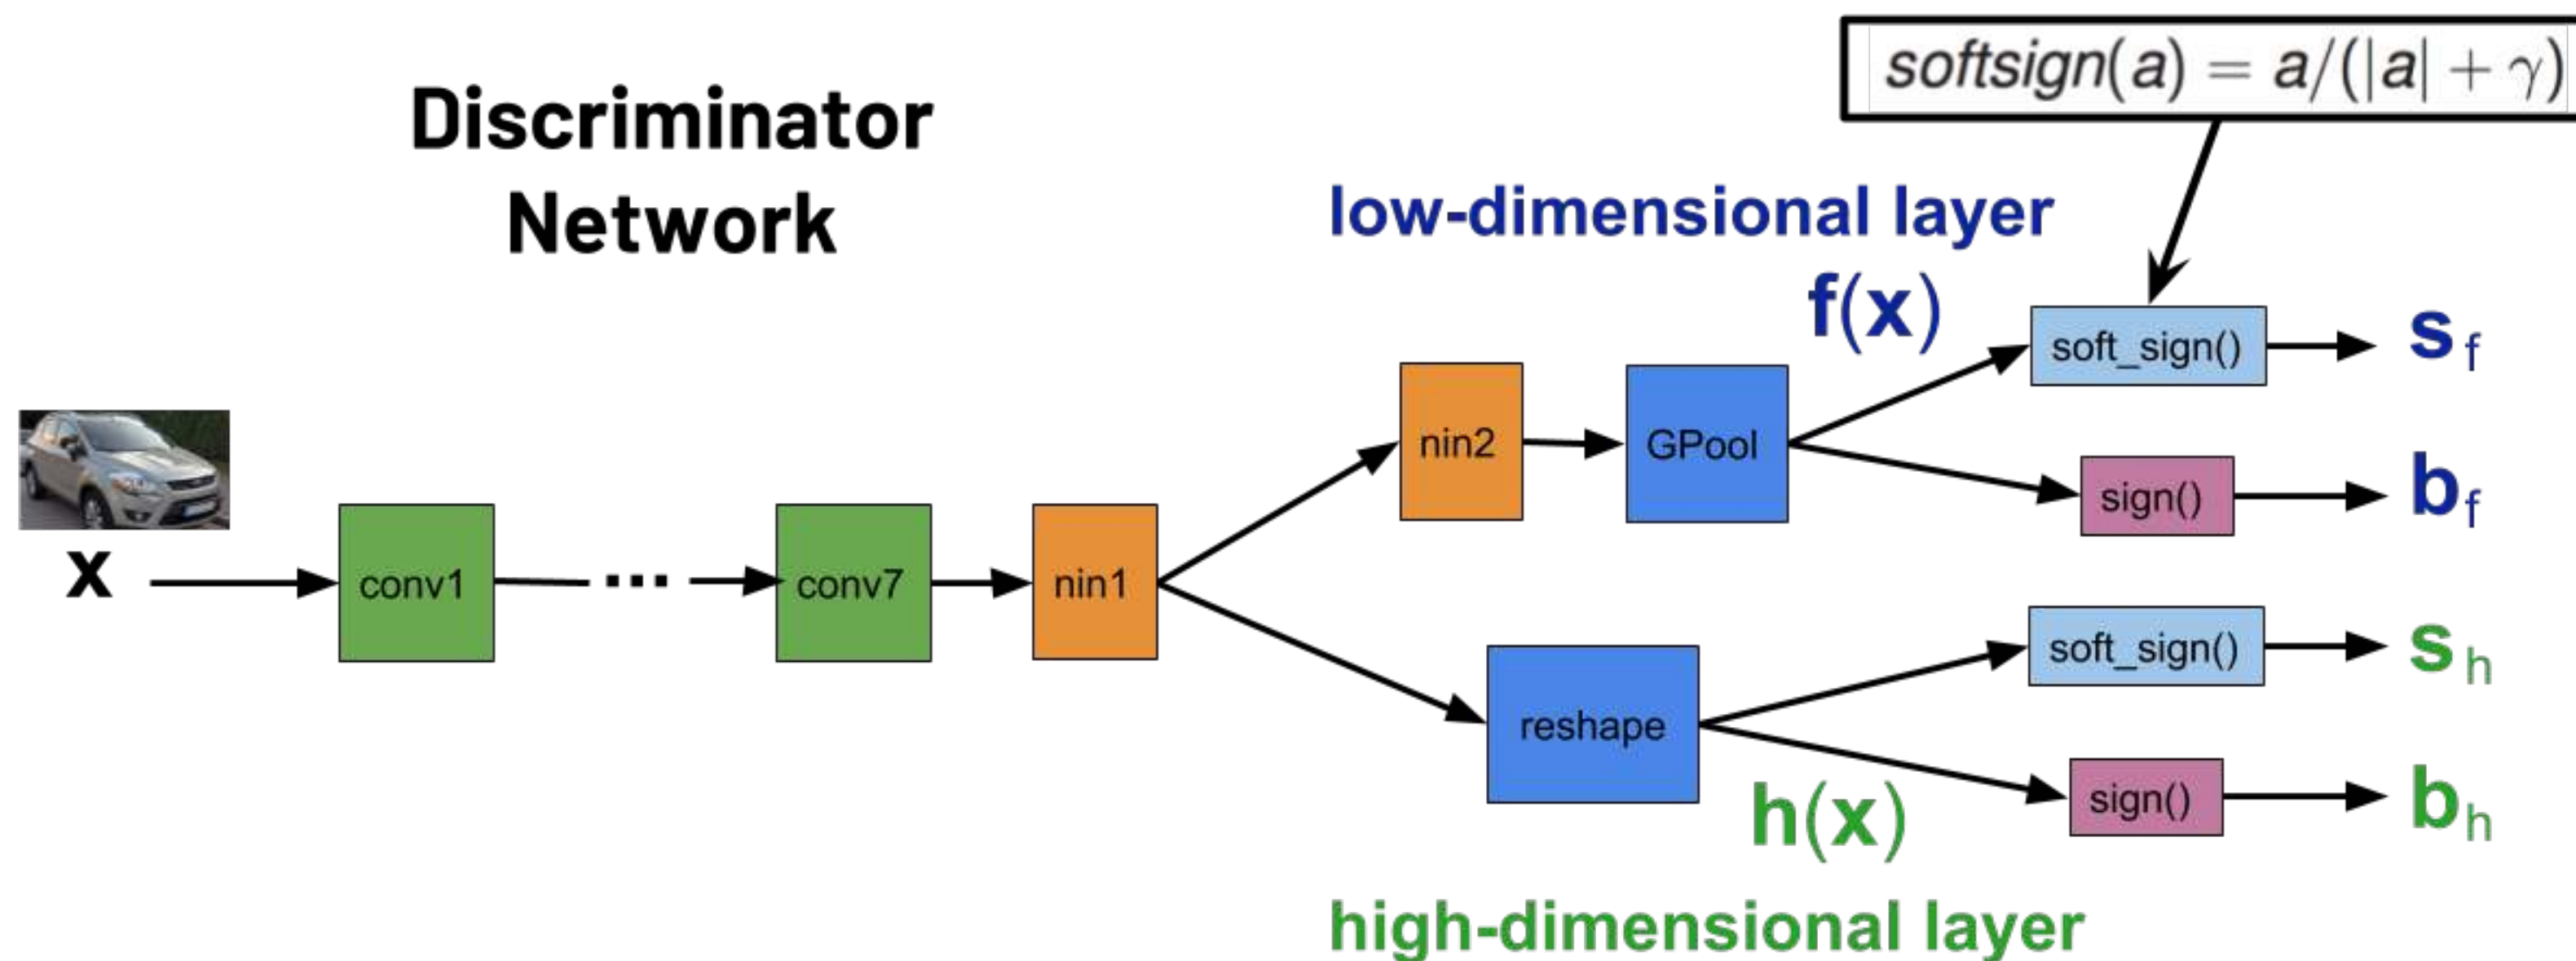 softsign(a) = a/(|a| + γ)
Discriminator
Network
low-dimensional layer
f(x)
soft_sign()
s f
nin2
GPool
sign()
b f
x
conv1
...
conv7
nin1
soft_sign()
s h
reshape
sign()
b h
h(x)
high-dimensional layer